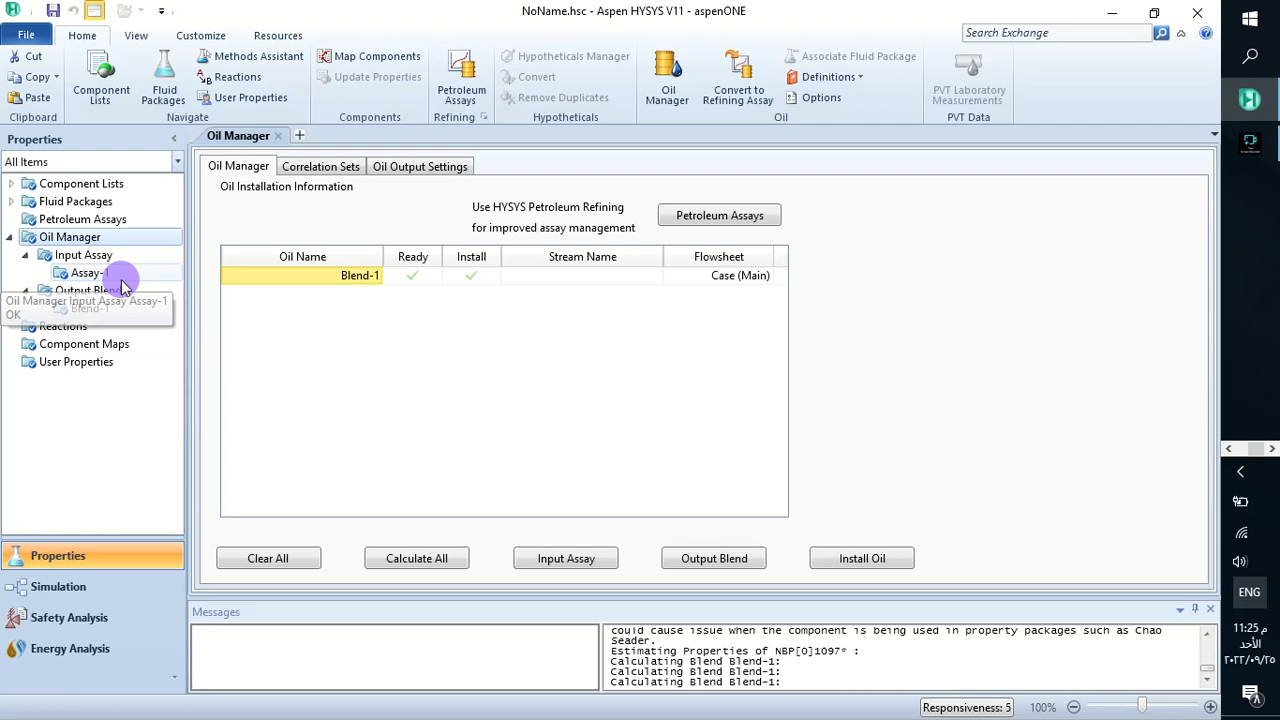 NoName.hsc - Aspen HYSYS V11 - aspenONE
File
Home
View
Customize
Resources
Search Exchange
Cut
Copy
Paste
Clipboard
Component Lists
Fluid Packages
Methods Assistant
Reactions
User Properties
Navigate
Map Components
Update Properties
Components
Petroleum Assays
Refining
Hypotheticals Manager
Convert
Remove Duplicates
Hypotheticals
Oil Manager
Convert to Refining Assay
Associate Fluid Package
Definitions
Options
Oil
PVT Laboratory Measurements
PVT Data
Properties
All Items
Component Lists
Fluid Packages
Petroleum Assays
Oil Manager
Input Assay
Assay-1
Output Blend
Oil Manager Input Assay Assay-1
OK
Blend-1
Reactions
Component Maps
User Properties
Properties
Simulation
Safety Analysis
Energy Analysis
Oil Manager
Oil Manager
Correlation Sets
Oil Output Settings
Oil Installation Information
Use HYSYS Petroleum Refining
for improved assay management
Petroleum Assays
Oil Name Ready Install Stream Name Flowsheet
Blend-1 Case (Main)
Clear All
Calculate All
Input Assay
Output Blend
Install Oil
Messages
could cause issue when the component is being used in property packages such as Chao
Seader.
Estimating Properties of NBP[0]1097* :
Calculating Blend Blend-1:
Calculating Blend Blend-1:
Calculating Blend Blend-1:
Responsiveness: 5
100%
ENG
11:25 م
الأحد
٢٠٢٢/٠٩/٢٥